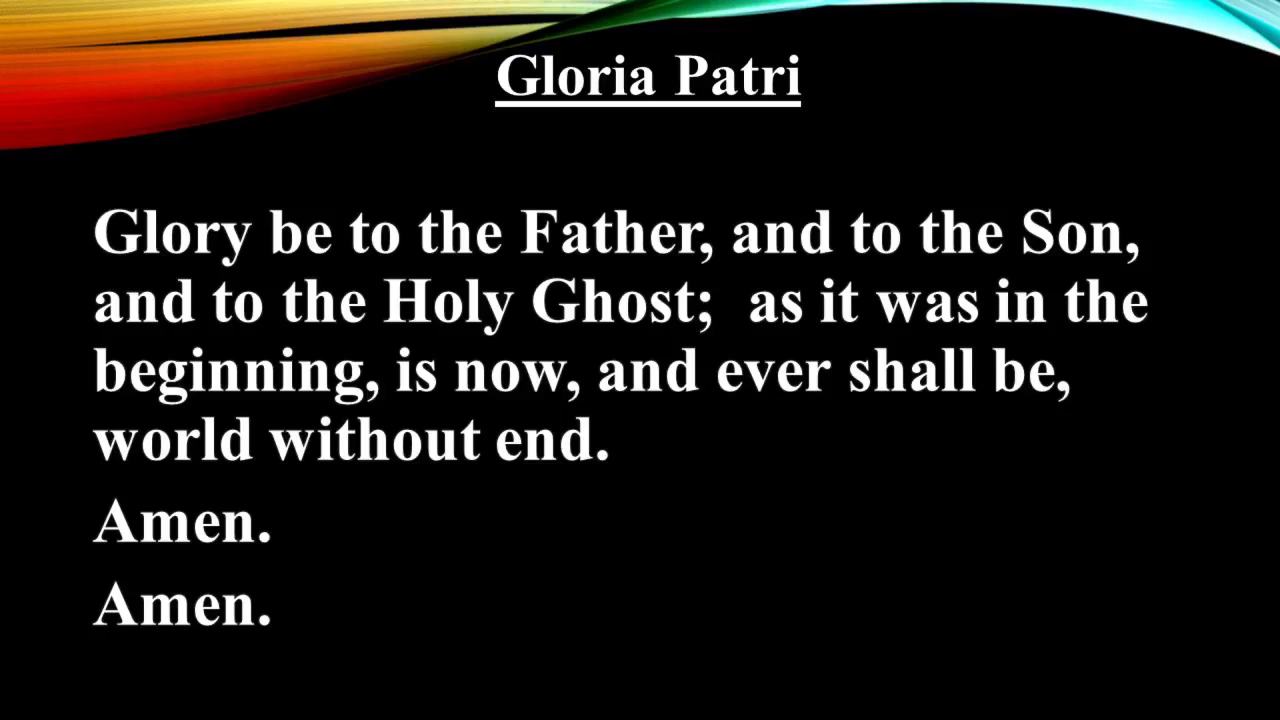 Gloria Patri
Glory be to the Father, and to the Son,
and to the Holy Ghost;  as it was in the
beginning, is now, and ever shall be,
world without end.
Amen.
Amen.